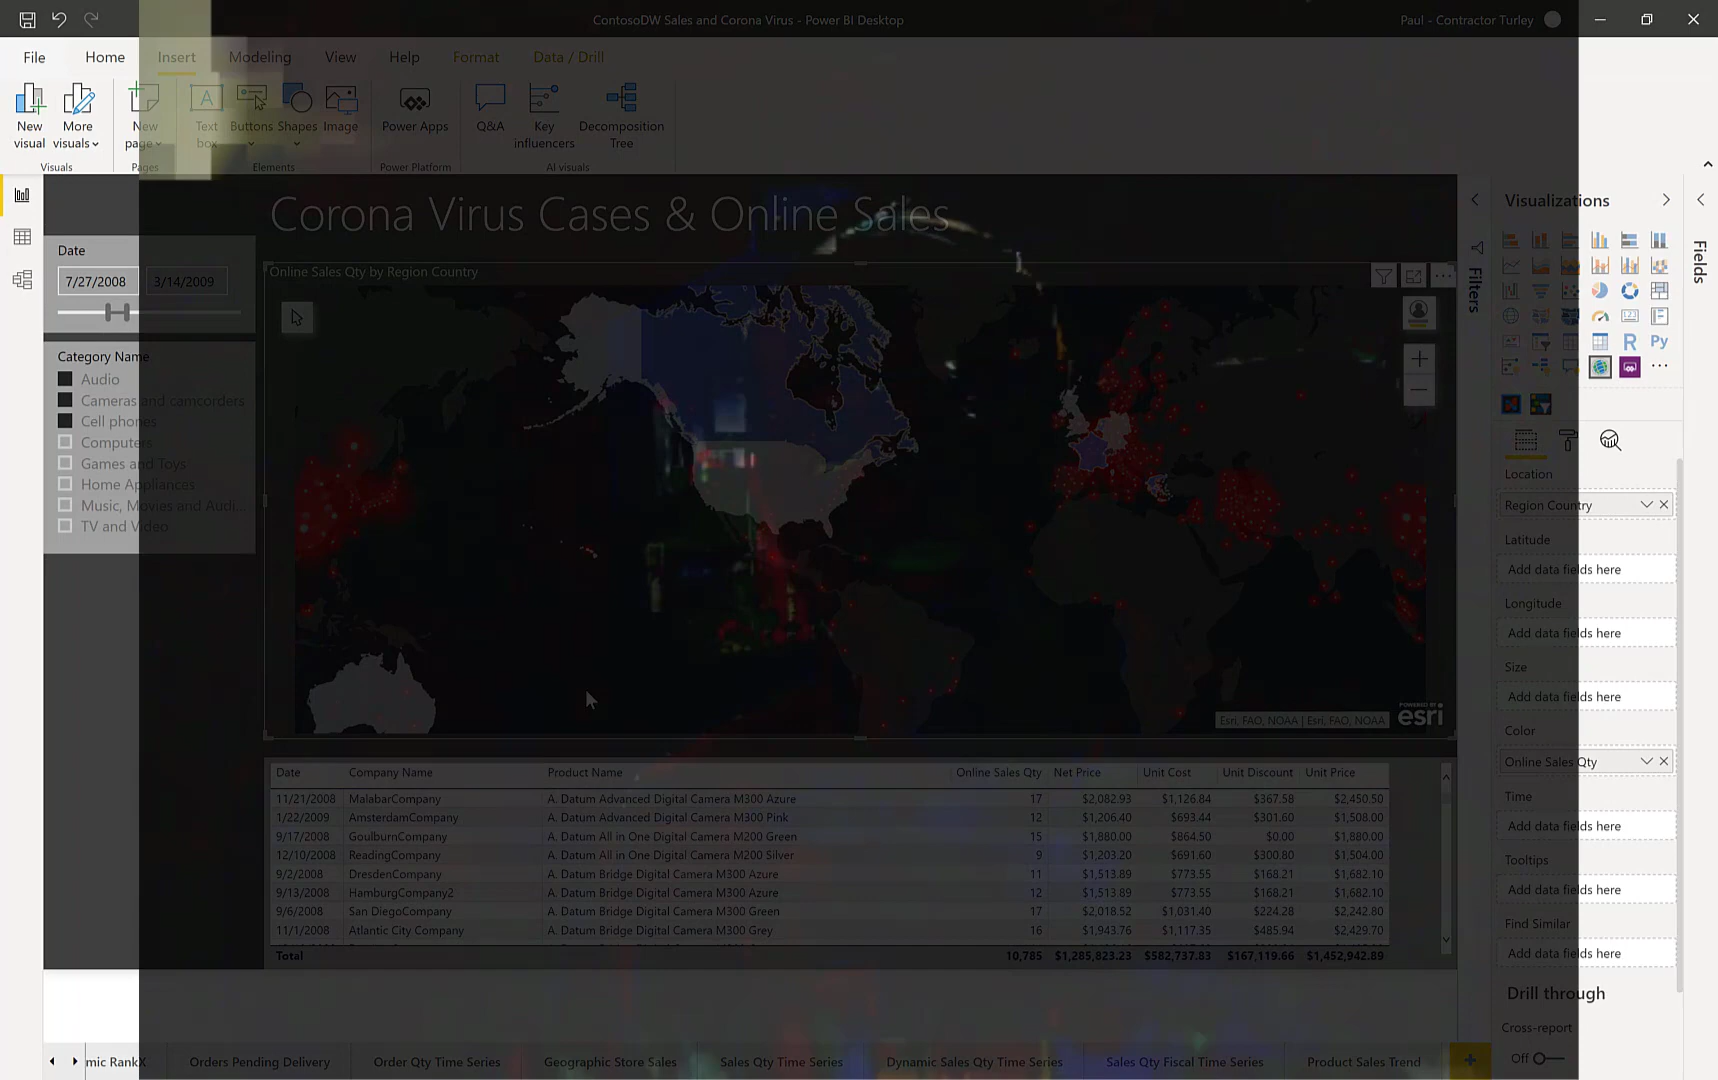 ContosoDW Sales and Corona Virus - Power BI Desktop
Paul - Contractor Turley
File Home Insert Modeling View Help Format Data / Drill
New visual
More visuals
New page
Text box
Buttons
Shapes
Image
Power Apps
Q&A
Key influencers
Decomposition Tree
Visuals Pages Elements Power Platform AI visuals
Corona Virus Cases & Online Sales
Date
7/27/2008 3/14/2009
Category Name
Audio
Cameras and camcorders
Cell phones
Computers
Games and Toys
Home Appliances
Music, Movies and Audi...
TV and Video
Online Sales Qty by Region Country
Esri, FAO, NOAA | Esri, FAO, NOAA
POWERED BY
esri
Date Company Name Product Name Online Sales Qty Net Price Unit Cost Unit Discount Unit Price
11/21/2008 MalabarCompany A. Datum Advanced Digital Camera M300 Azure 17 $2,082.93 $1,126.84 $367.58 $2,450.50
1/22/2009 AmsterdamCompany A. Datum Advanced Digital Camera M300 Pink 12 $1,206.40 $693.44 $301.60 $1,508.00
9/17/2008 GoulburnCompany A. Datum All in One Digital Camera M200 Green 15 $1,880.00 $864.50 $0.00 $1,880.00
12/10/2008 ReadingCompany A. Datum All in One Digital Camera M200 Silver 9 $1,203.20 $691.60 $300.80 $1,504.00
9/2/2008 DresdenCompany A. Datum Bridge Digital Camera M300 Azure 11 $1,513.89 $773.55 $168.21 $1,682.10
9/13/2008 HamburgCompany2 A. Datum Bridge Digital Camera M300 Azure 12 $1,513.89 $773.55 $168.21 $1,682.10
9/6/2008 San DiegoCompany A. Datum Bridge Digital Camera M300 Green 17 $2,018.52 $1,031.40 $224.28 $2,242.80
11/1/2008 Atlantic City Company A. Datum Bridge Digital Camera M300 Grey 16 $1,943.76 $1,117.35 $485.94 $2,429.70
Total 10,785 $1,285,823.23 $582,737.83 $167,119.66 $1,452,942.89
Filters
Visualizations
Fields
R Py
123
Location
Region Country
Latitude
Add data fields here
Longitude
Add data fields here
Size
Add data fields here
Color
Online Sales Qty
Time
Add data fields here
Tooltips
Add data fields here
Find Similar
Add data fields here
Drill through
Cross-report
Off
mic RankX Orders Pending Delivery Order Qty Time Series Geographic Store Sales Sales Qty Time Series Dynamic Sales Qty Time Series Sales Qty Fiscal Time Series Product Sales Trend